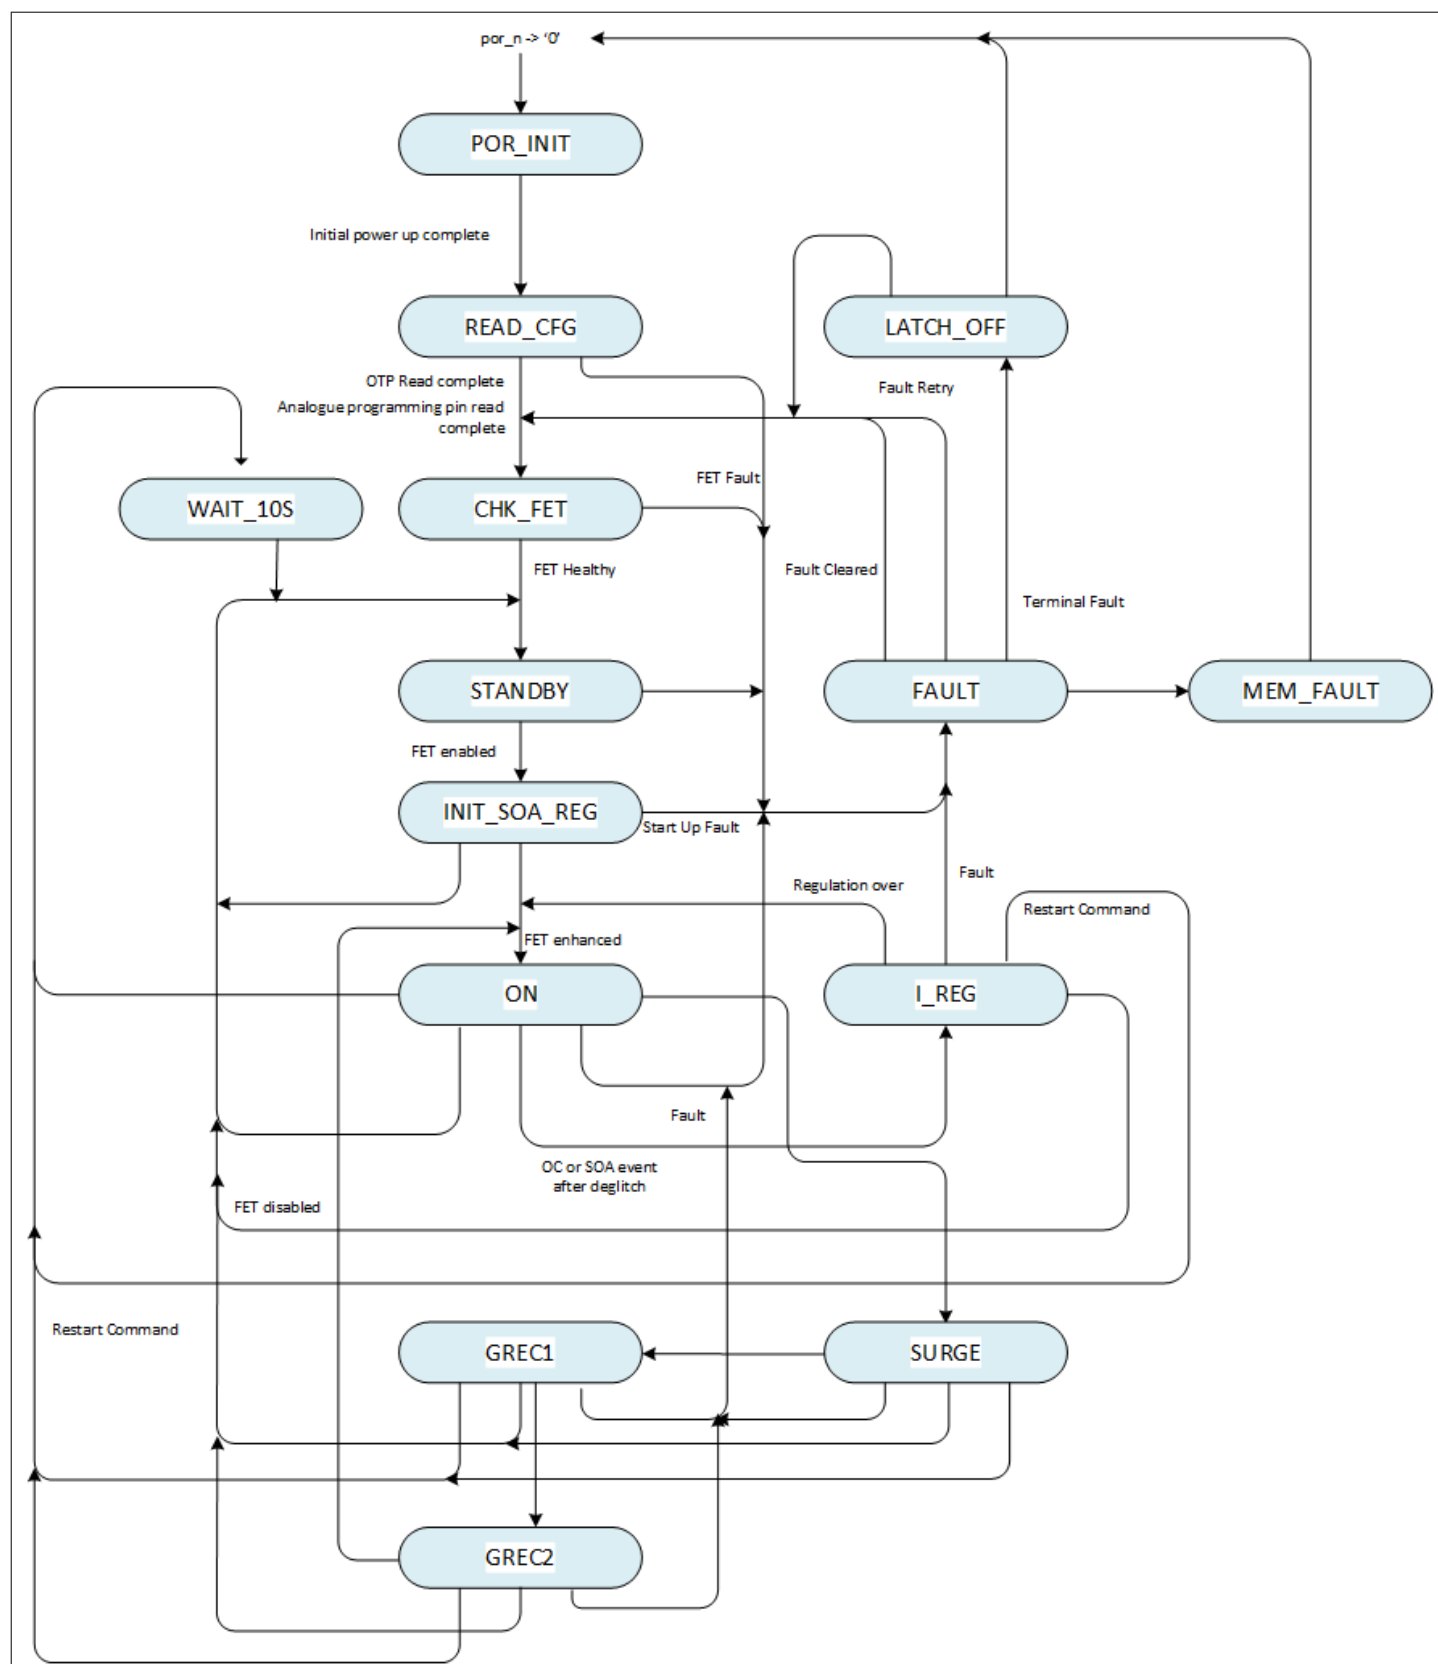 por_n -> '0'
POR_INIT
Initial power up complete
READ_CFG
LATCH_OFF
OTP Read complete
Analogue programming pin read
complete
Fault Retry
WAIT_10S
CHK_FET
FET Fault
FET Healthy
Fault Cleared
Terminal Fault
STANDBY
FAULT
MEM_FAULT
FET enabled
INIT_SOA_REG
Start Up Fault
Regulation over
Fault
Restart Command
FET enhanced
ON
I_REG
Fault
OC or SOA event
after deglitch
FET disabled
Restart Command
GREC1
SURGE
GREC2